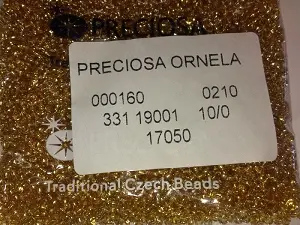 PRECIOSA
PRECIOSA ORNELA
000160 0210
331 19001 10/0
17050
Traditional Czech Beads